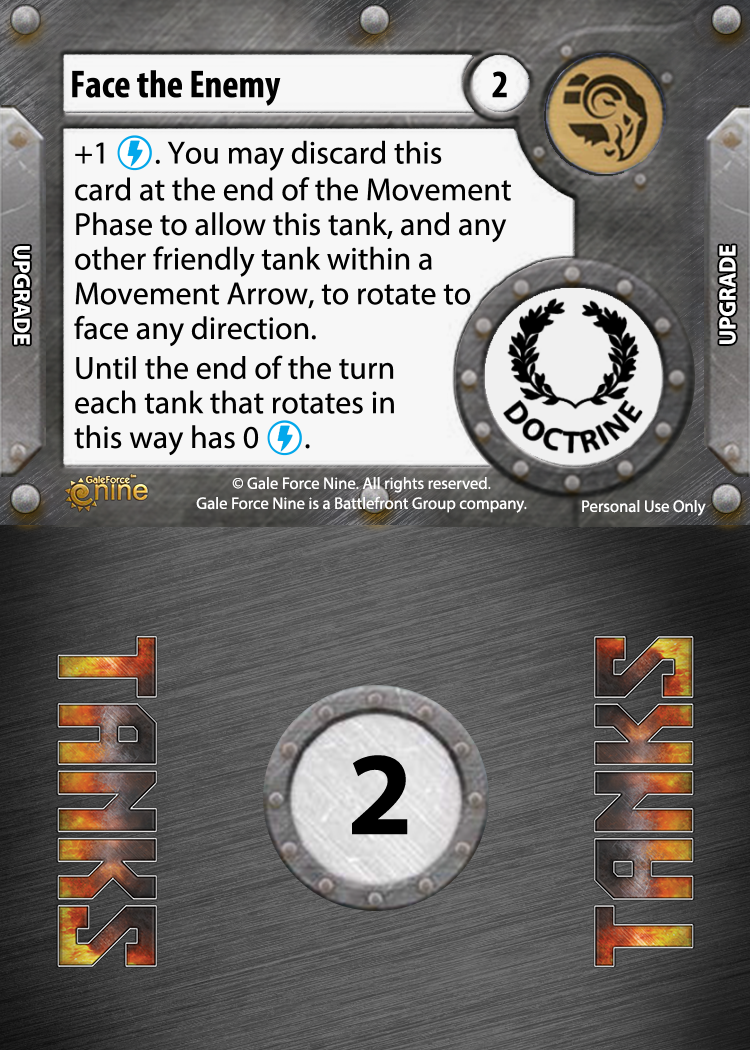 Face the Enemy
2
+1 . You may discard this
card at the end of the Movement
Phase to allow this tank, and any
other friendly tank within a
Movement Arrow, to rotate to
face any direction.
Until the end of the turn
each tank that rotates in
this way has 0 .
UPGRADE
UPGRADE
DOCTRINE
GaleForce™
nine
© Gale Force Nine. All rights reserved.
Gale Force Nine is a Battlefront Group company.
Personal Use Only
TANKS
2
TANKS